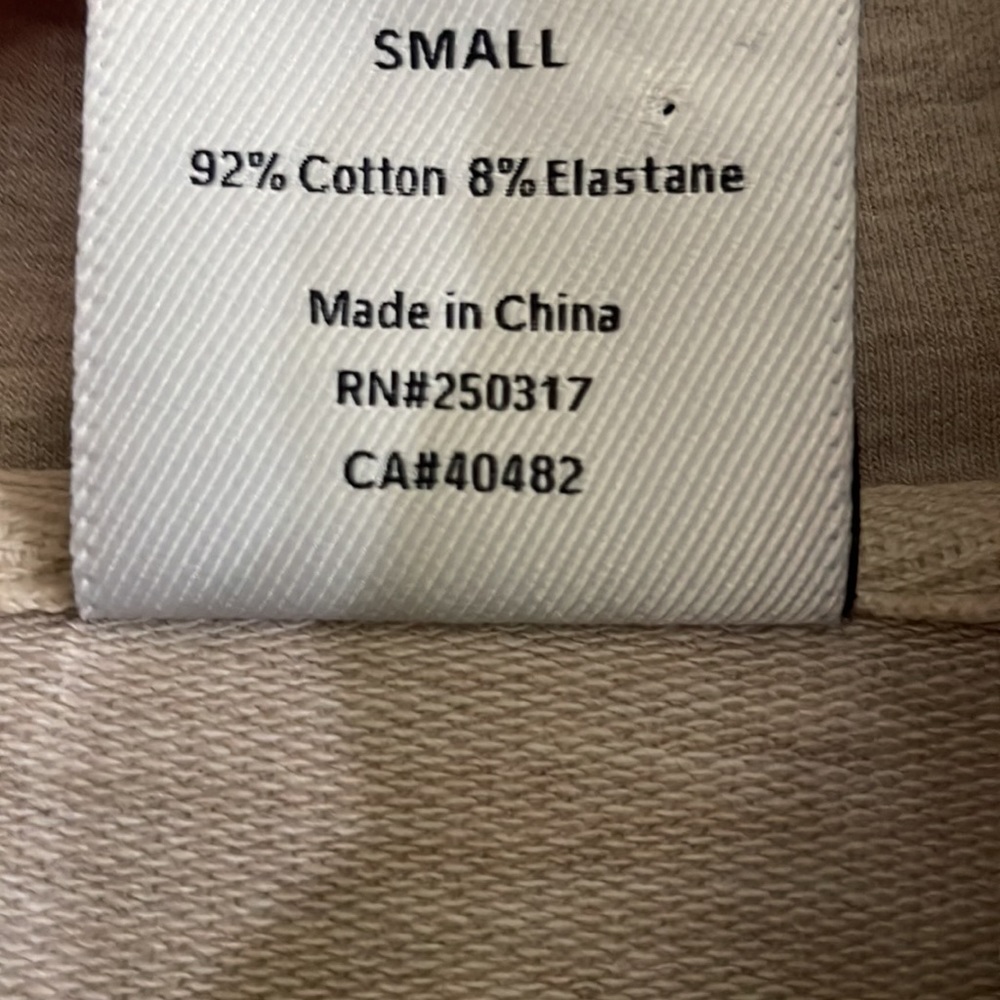 SMALL
92% Cotton 8% Elastane
Made in China
RN#250317
CA#40482